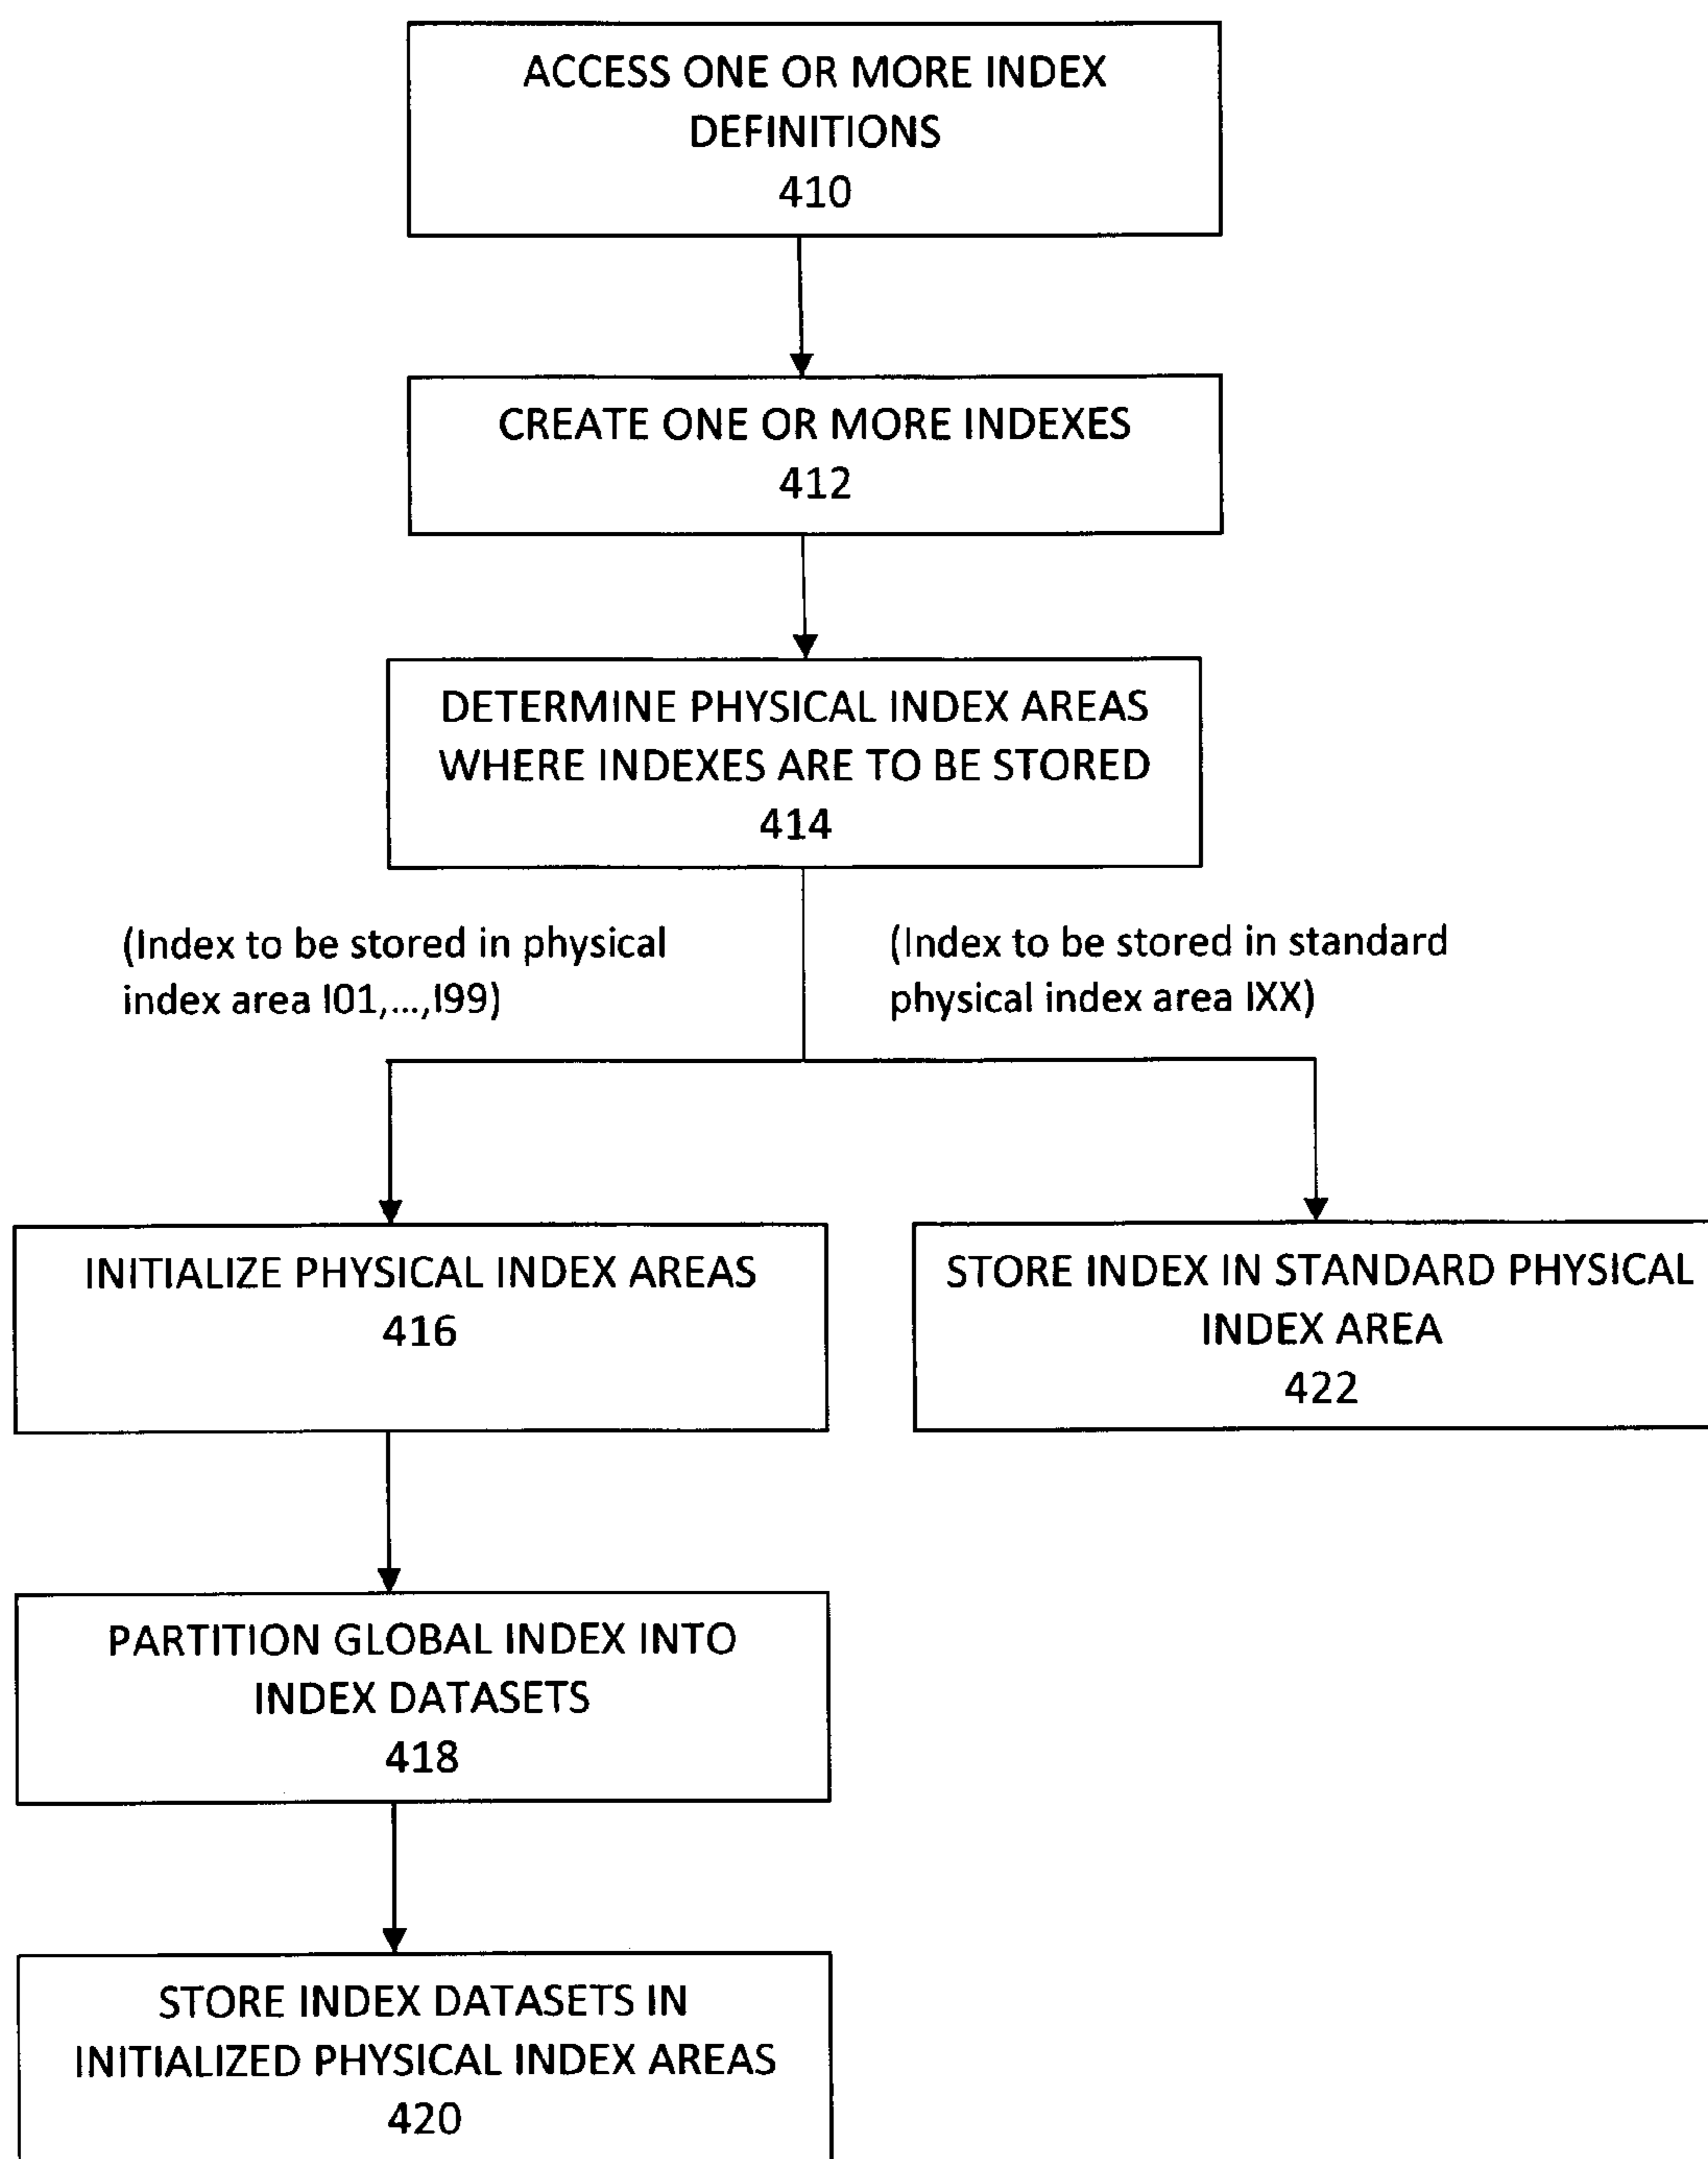 ACCESS ONE OR MORE INDEX
DEFINITIONS
410
CREATE ONE OR MORE INDEXES
412
DETERMINE PHYSICAL INDEX AREAS
WHERE INDEXES ARE TO BE STORED
414
(Index to be stored in physical
index area I01,...,I99)
(Index to be stored in standard
physical index area IXX)
INITIALIZE PHYSICAL INDEX AREAS
416
STORE INDEX IN STANDARD PHYSICAL
INDEX AREA
422
PARTITION GLOBAL INDEX INTO
INDEX DATASETS
418
STORE INDEX DATASETS IN
INITIALIZED PHYSICAL INDEX AREAS
420